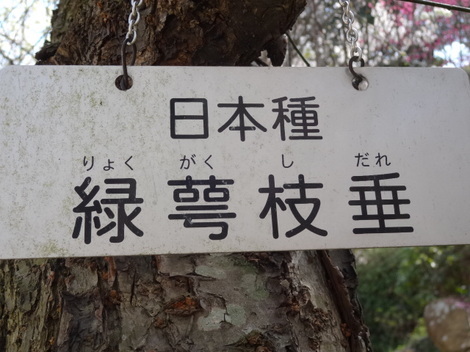 日本種
りょく がく し だれ
緑萼枝垂